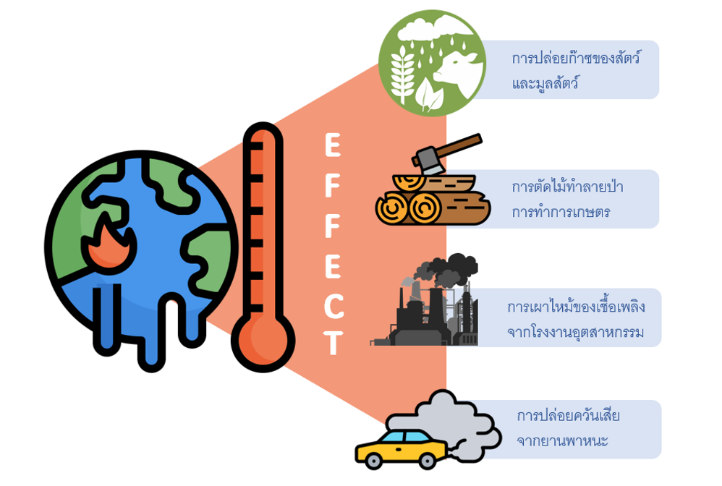 การปล่อยก๊าซของสัตว์
และมูลสัตว์
EFFECT
การตัดไม้ทำลายป่า
การทำการเกษตร
การเผาไหม้ของเชื้อเพลิง
จากโรงงานอุตสาหกรรม
การปล่อยควันเสีย
จากยานพาหนะ